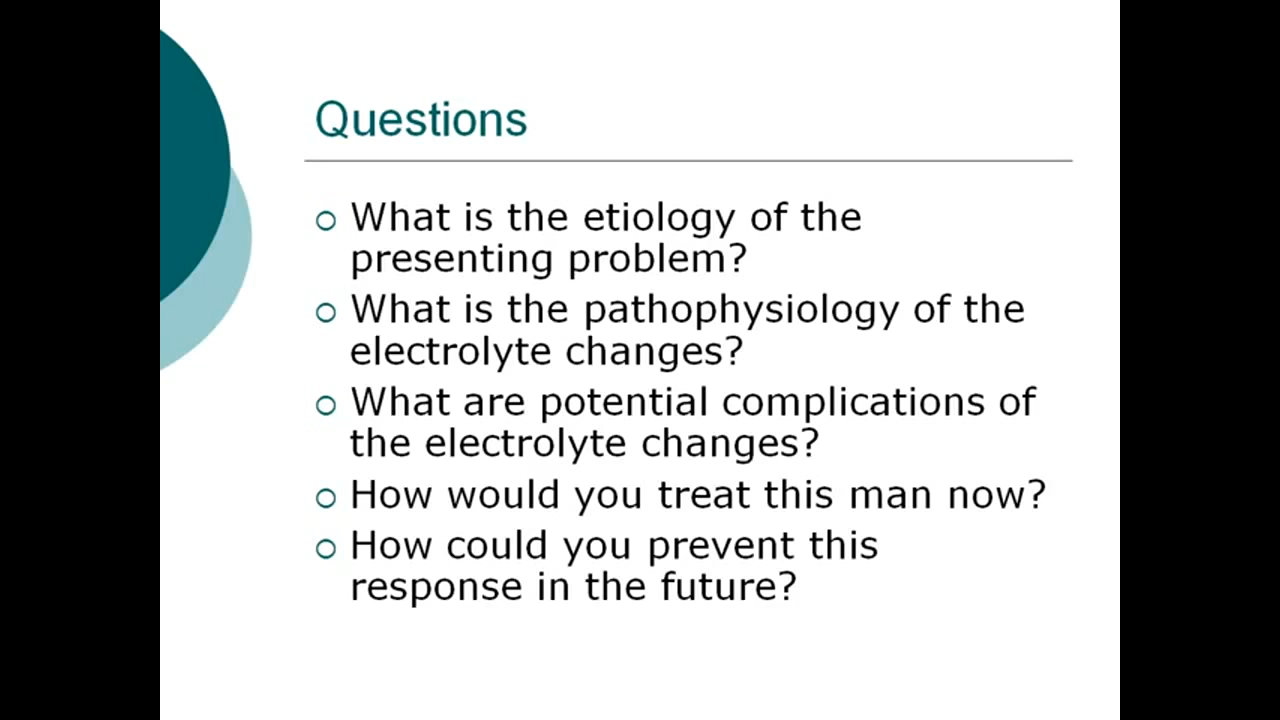 Questions
What is the etiology of the
presenting problem?
What is the pathophysiology of the
electrolyte changes?
What are potential complications of
the electrolyte changes?
How would you treat this man now?
How could you prevent this
response in the future?